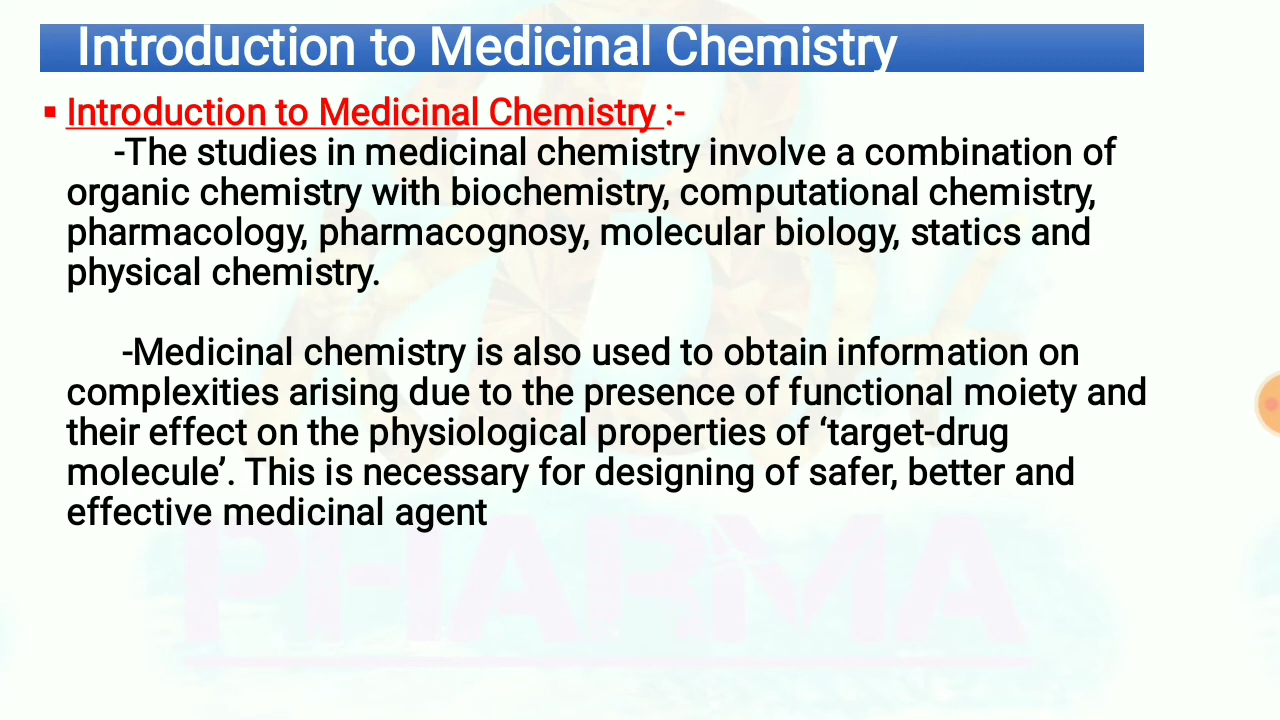 Introduction to Medicinal Chemistry
▪ Introduction to Medicinal Chemistry :-
-The studies in medicinal chemistry involve a combination of
organic chemistry with biochemistry, computational chemistry,
pharmacology, pharmacognosy, molecular biology, statics and
physical chemistry.
-Medicinal chemistry is also used to obtain information on
complexities arising due to the presence of functional moiety and
their effect on the physiological properties of ‘target-drug
molecule’. This is necessary for designing of safer, better and
effective medicinal agent
PHARMA